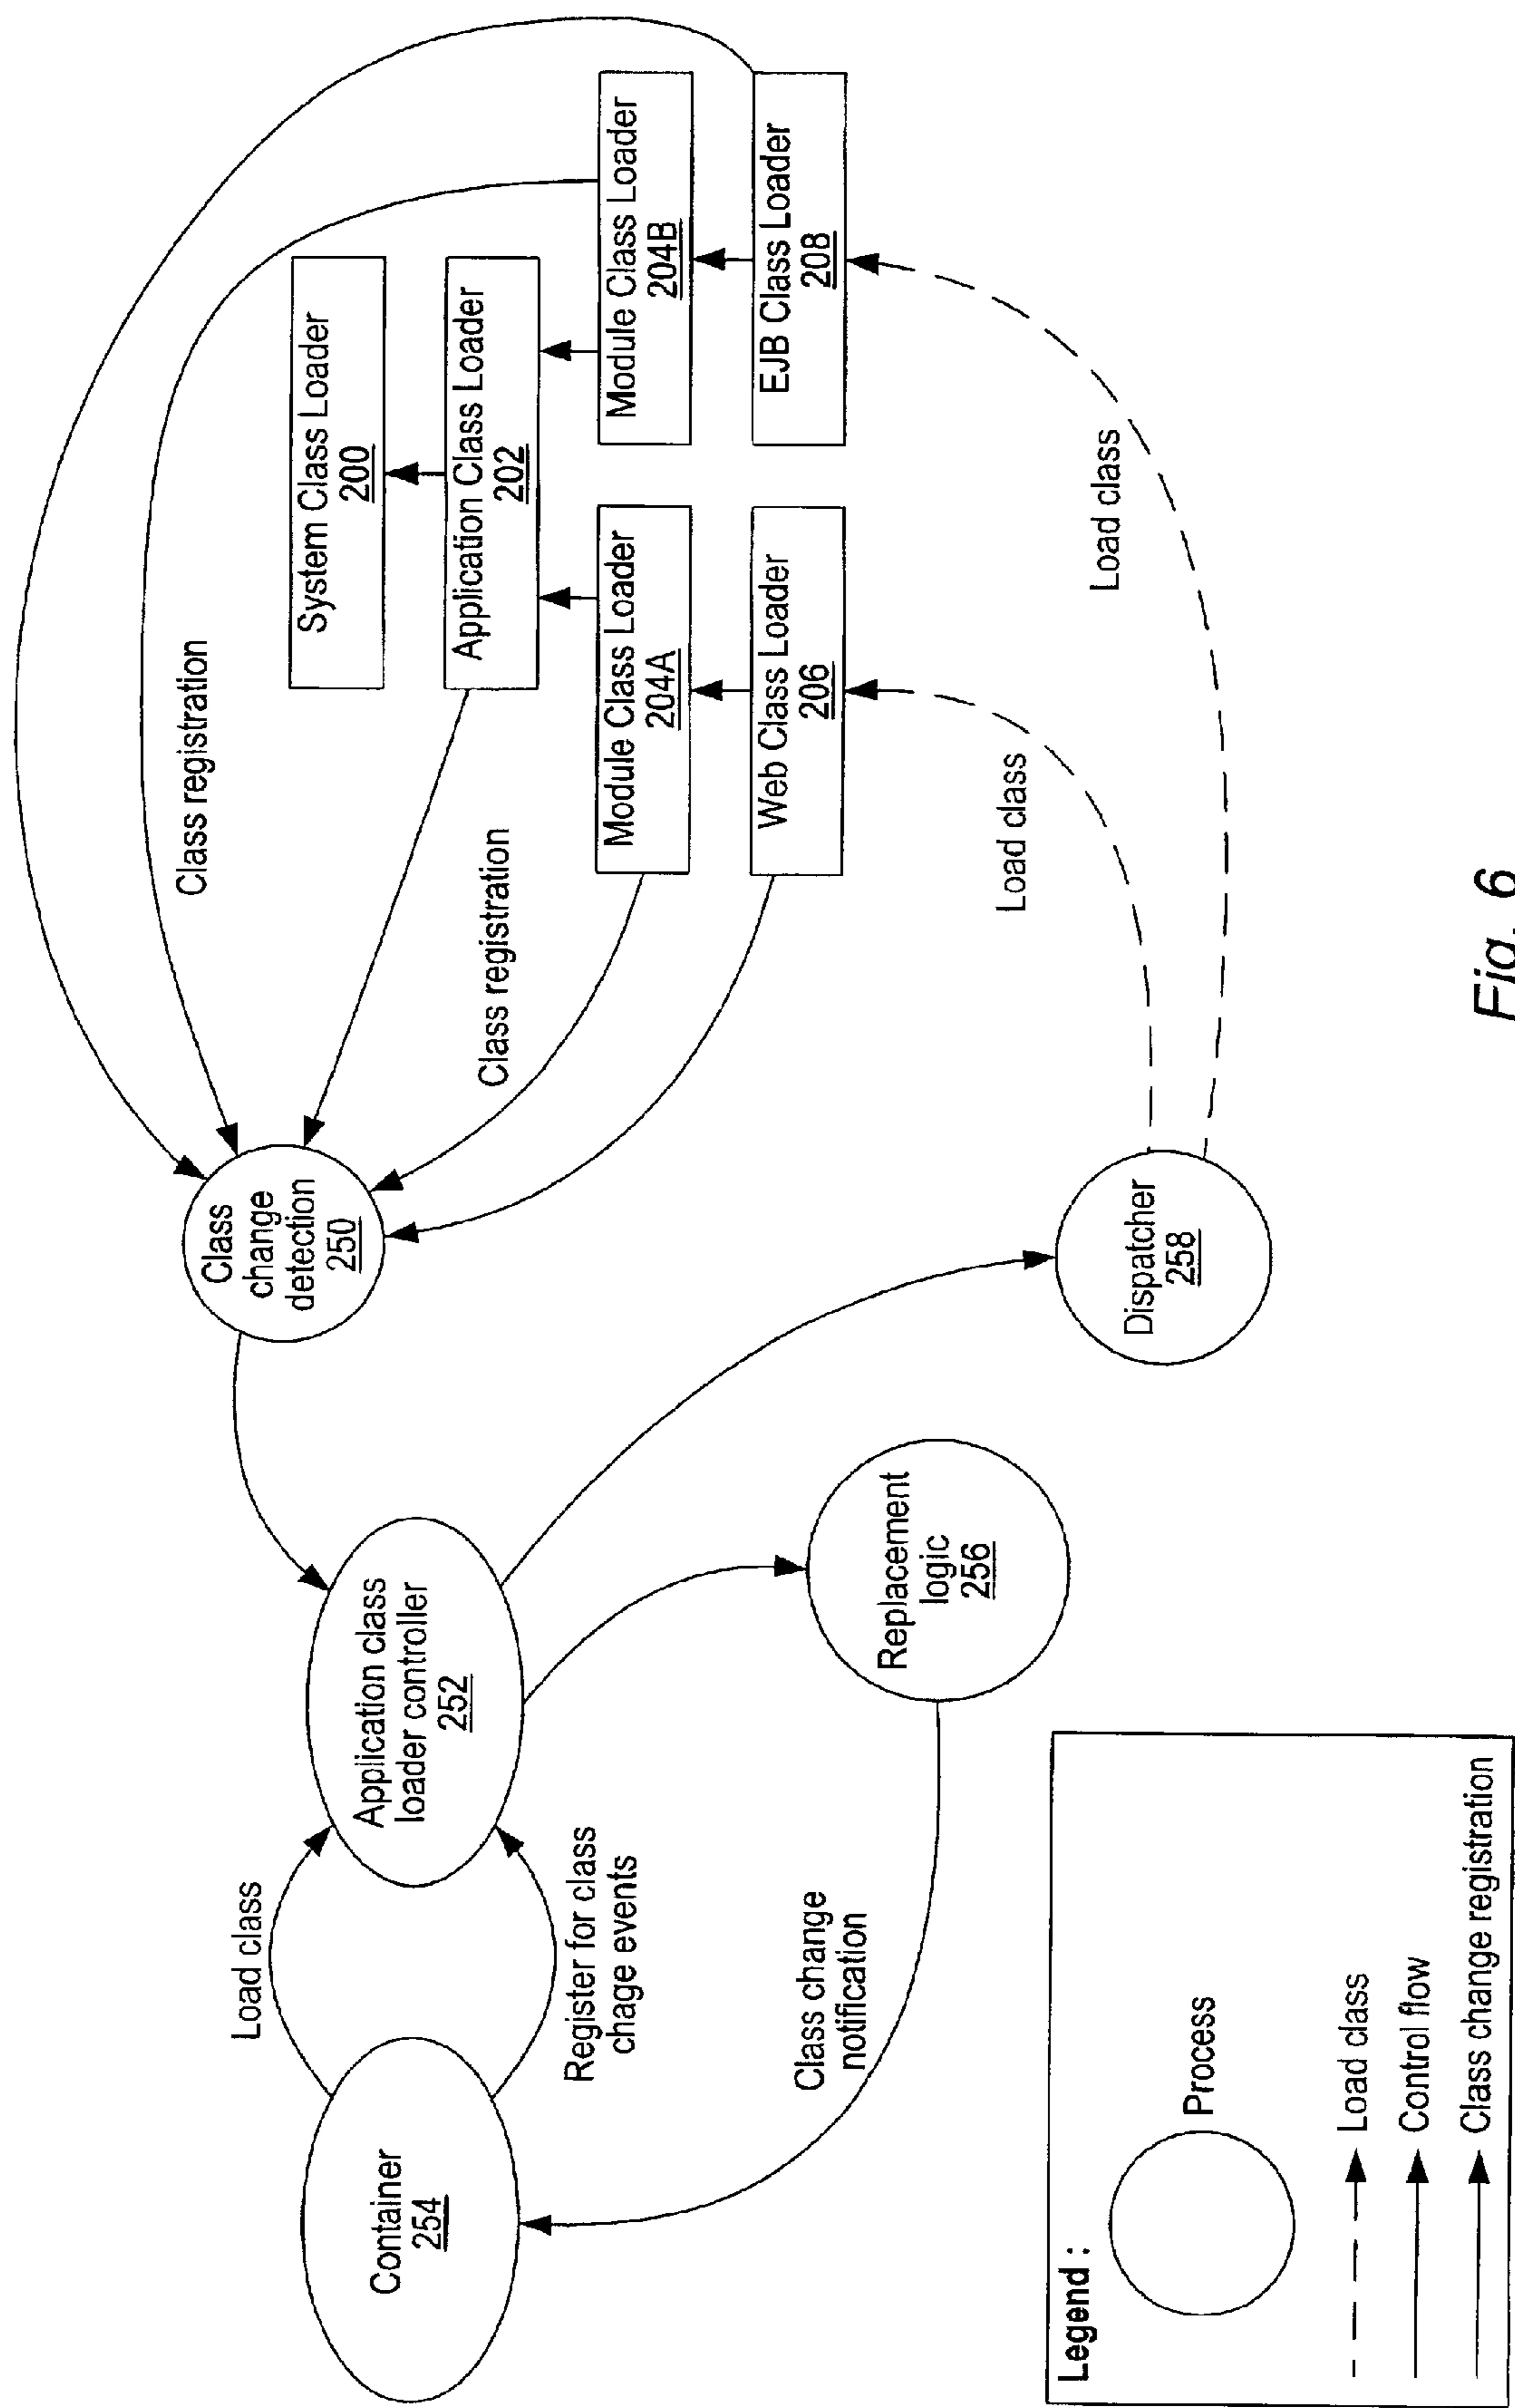 Class registration
System Class Loader
200
Application Class Loader
202
Class registration
Module Class Loader
204A
Module Class Loader
204B
Web Class Loader
206
EJB Class Loader
208
Class
change
detection
250
Load class
Application class
loader controller
252
Container
254
Register for class
chage events
Class change
notification
Replacement
logic
256
Dispatcher
258
Load class
Load class
Legend :
Process
Load class
Control flow
Class change registration
Fig. 6